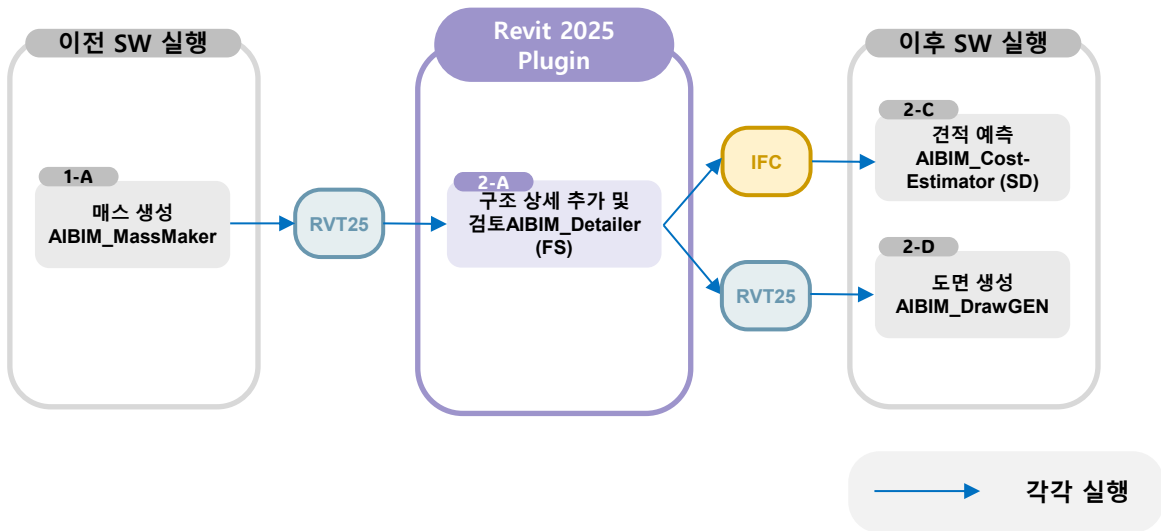 이전 SW 실행
1-A
매스 생성
AIBIM_MassMaker
RVT25
Revit 2025
Plugin
2-A
구조 상세 추가 및
검토AIBIM_Detailer
(FS)
IFC
RVT25
이후 SW 실행
2-C
견적 예측
AIBIM_Cost-
Estimator (SD)
2-D
도면 생성
AIBIM_DrawGEN
각각 실행